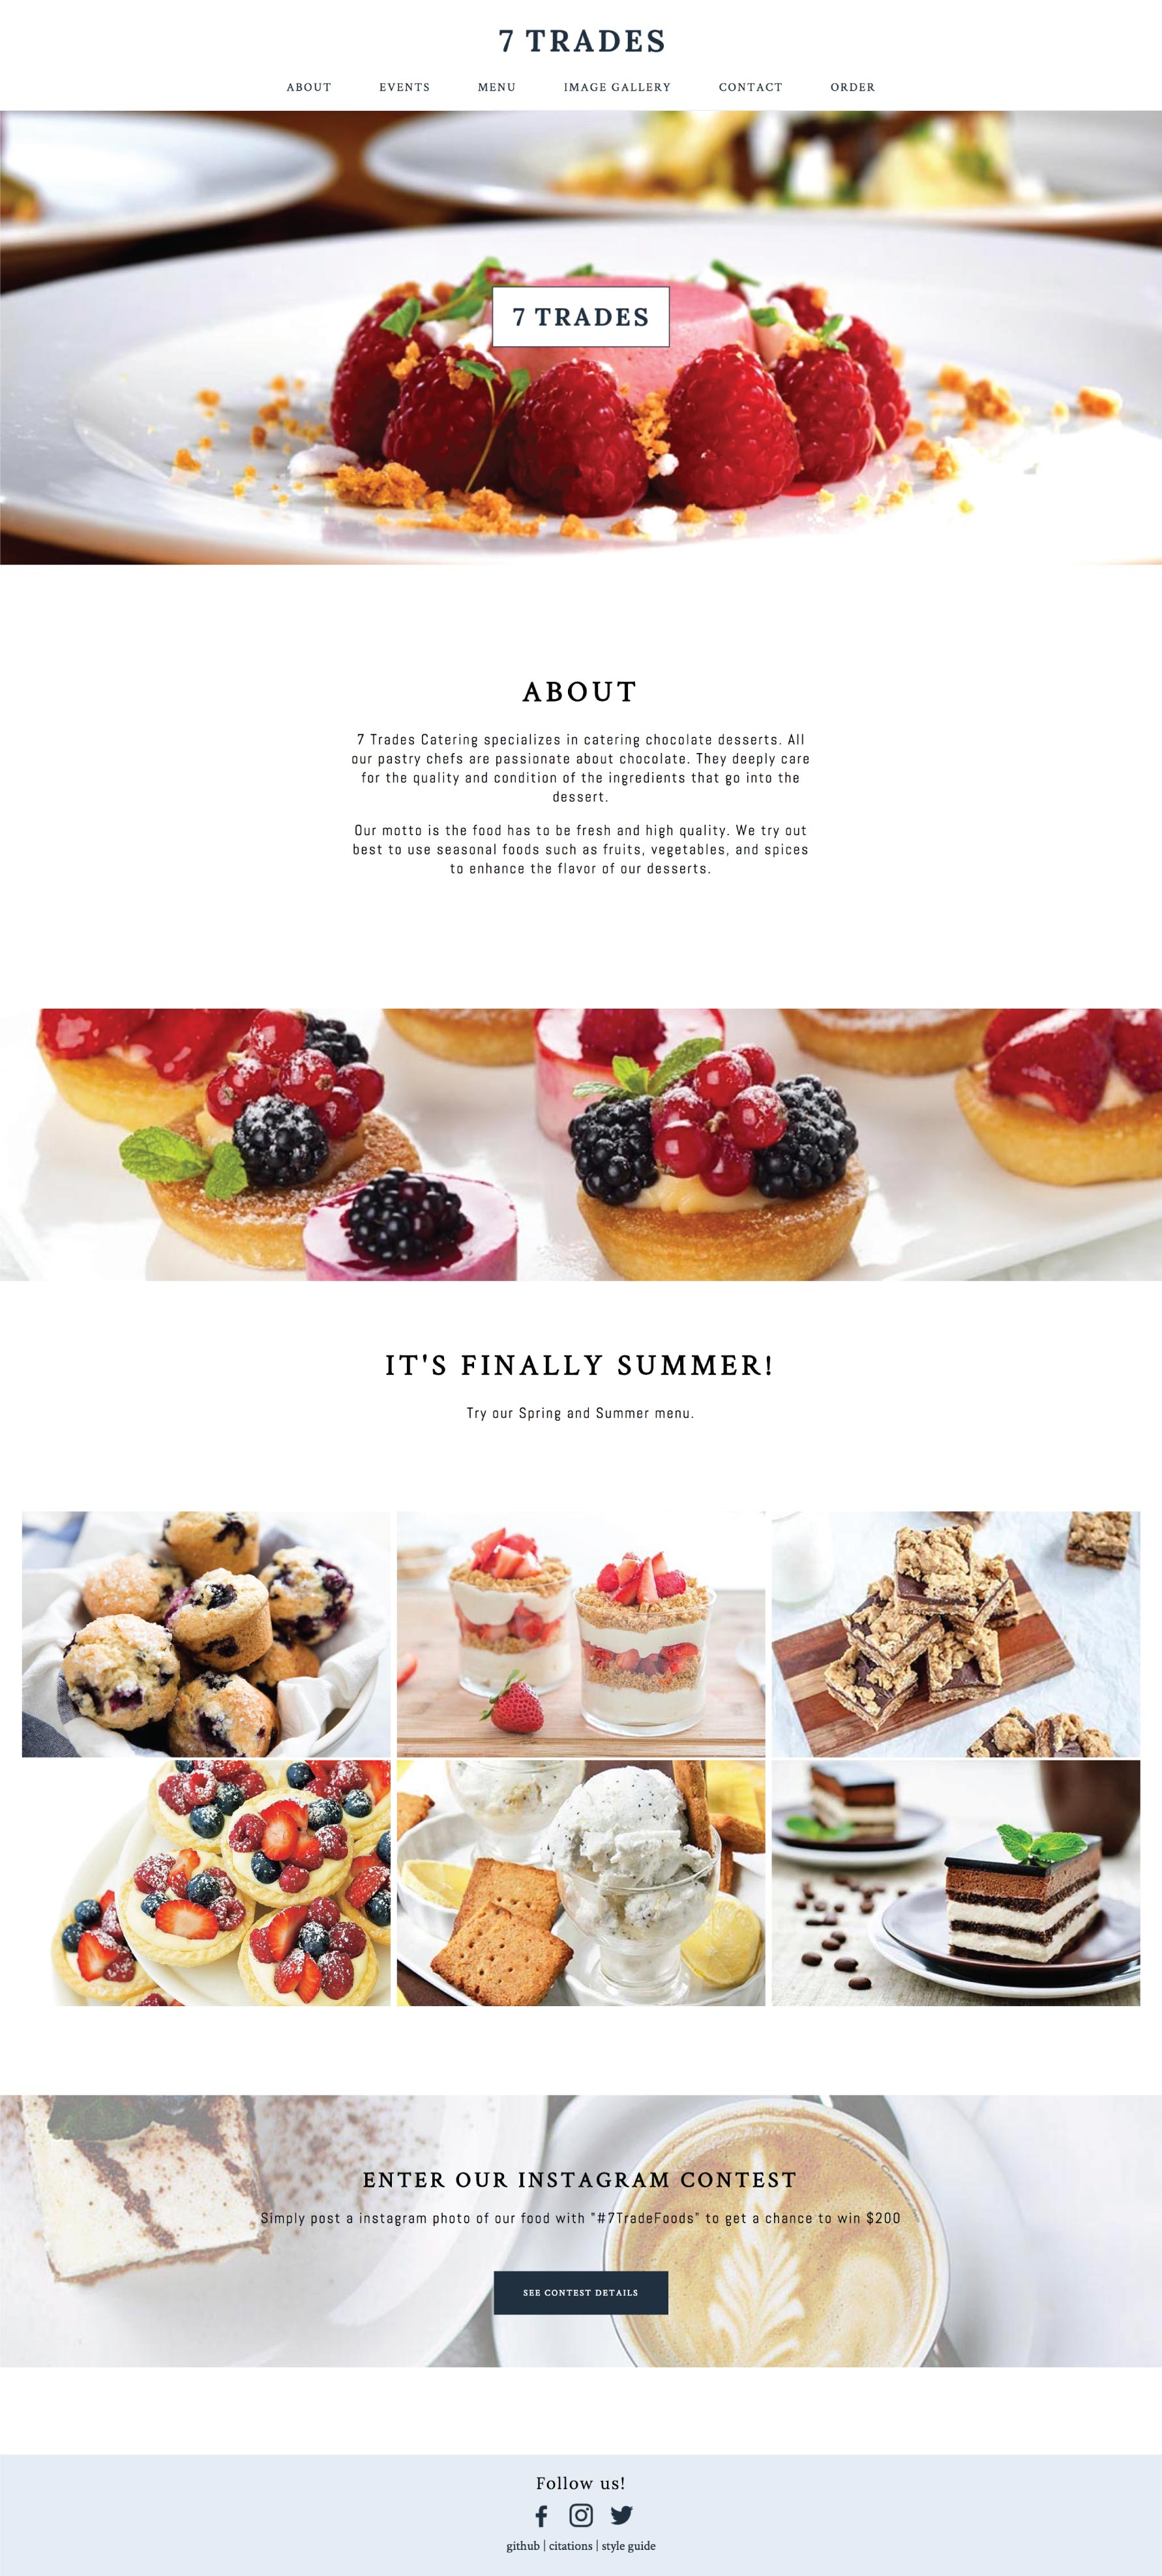 7 TRADES
ABOUT EVENTS MENU IMAGE GALLERY CONTACT ORDER
7 TRADES
ABOUT
7 Trades Catering specializes in catering chocolate desserts. All
our pastry chefs are passionate about chocolate. They deeply care
for the quality and condition of the ingredients that go into the
dessert.
Our motto is the food has to be fresh and high quality. We try out
best to use seasonal foods such as fruits, vegetables, and spices
to enhance the flavor of our desserts.
IT'S FINALLY SUMMER!
Try our Spring and Summer menu.
ENTER OUR INSTAGRAM CONTEST
Simply post a instagram photo of our food with "#7TradeFoods" to get a chance to win $200
SEE CONTEST DETAILS
Follow us!
github | citations | style guide